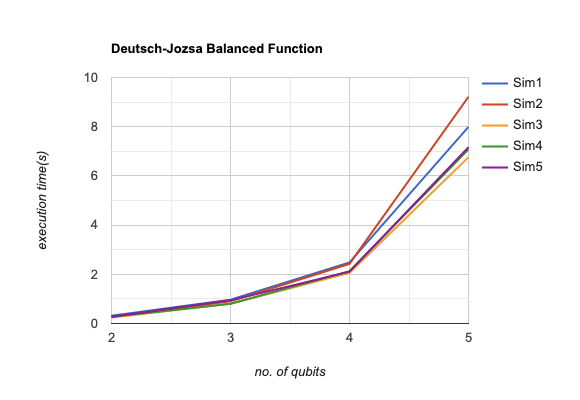 Deutsch-Jozsa Balanced Function
10
8
6
4
2
0
execution time(s)
2
3
4
5
no. of qubits
Sim1
Sim2
Sim3
Sim4
Sim5